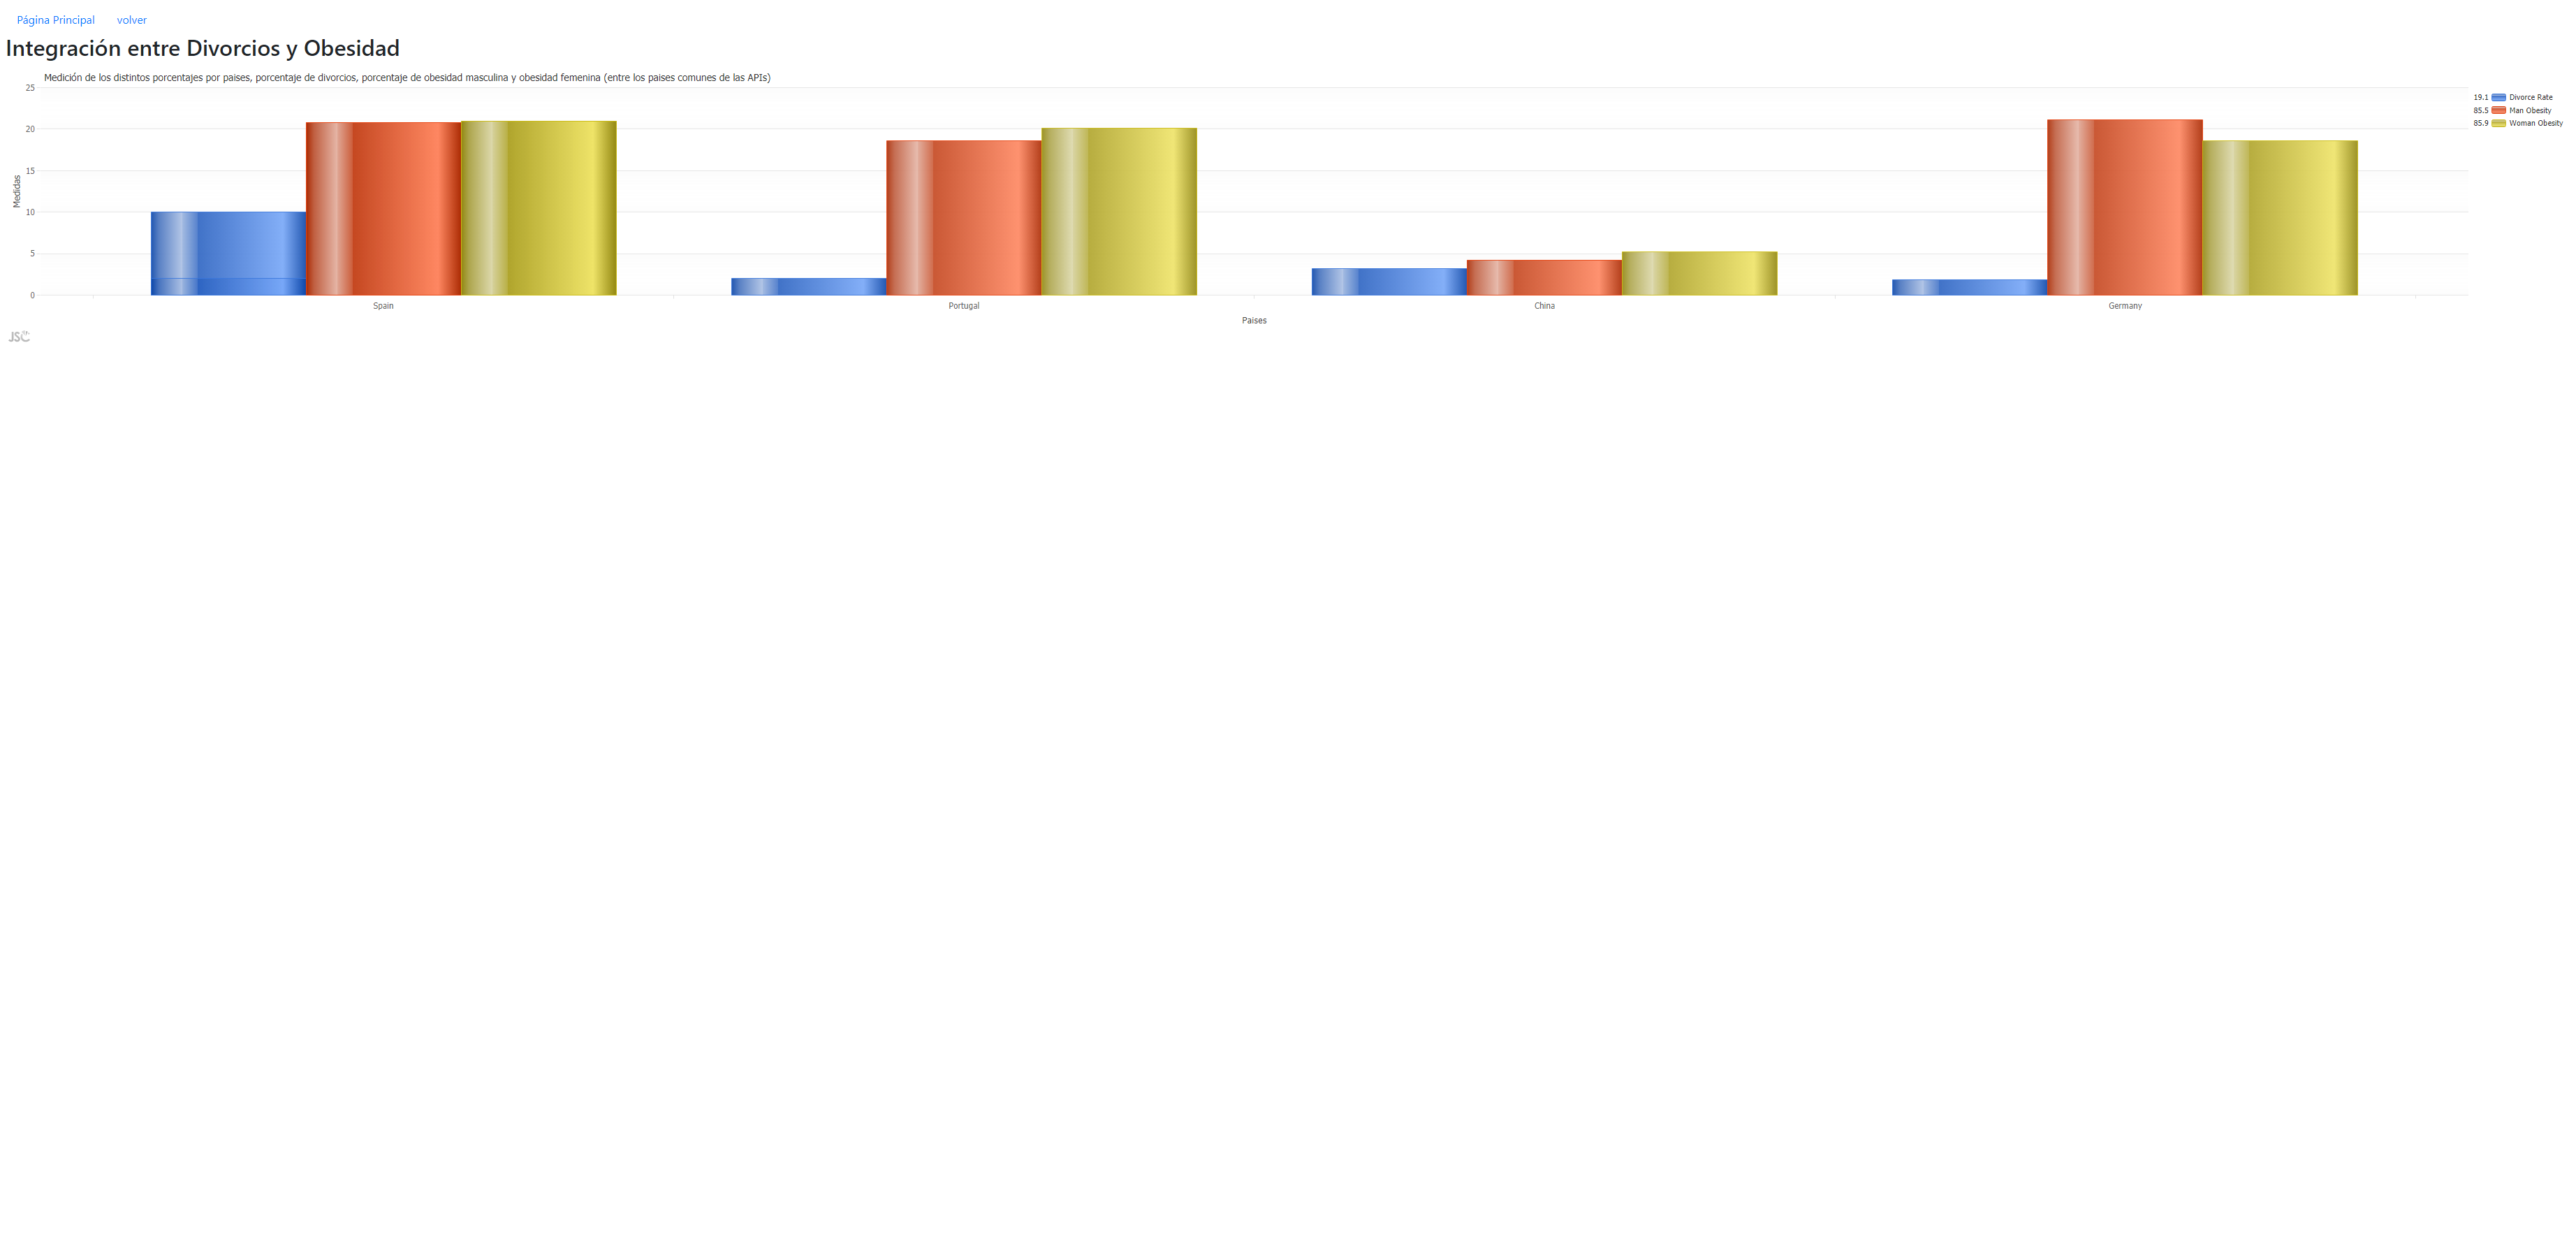 Página Principal volver
Integración entre Divorcios y Obesidad
Medición de los distintos porcentajes por paises, porcentaje de divorcios, porcentaje de obesidad masculina y obesidad femenina (entre los paises comunes de las APIs)
25
20
15
10
5
0
Medidas
Spain Portugal China Germany
Paises
19.1 Divorce Rate
85.5 Man Obesity
85.9 Woman Obesity
JSC